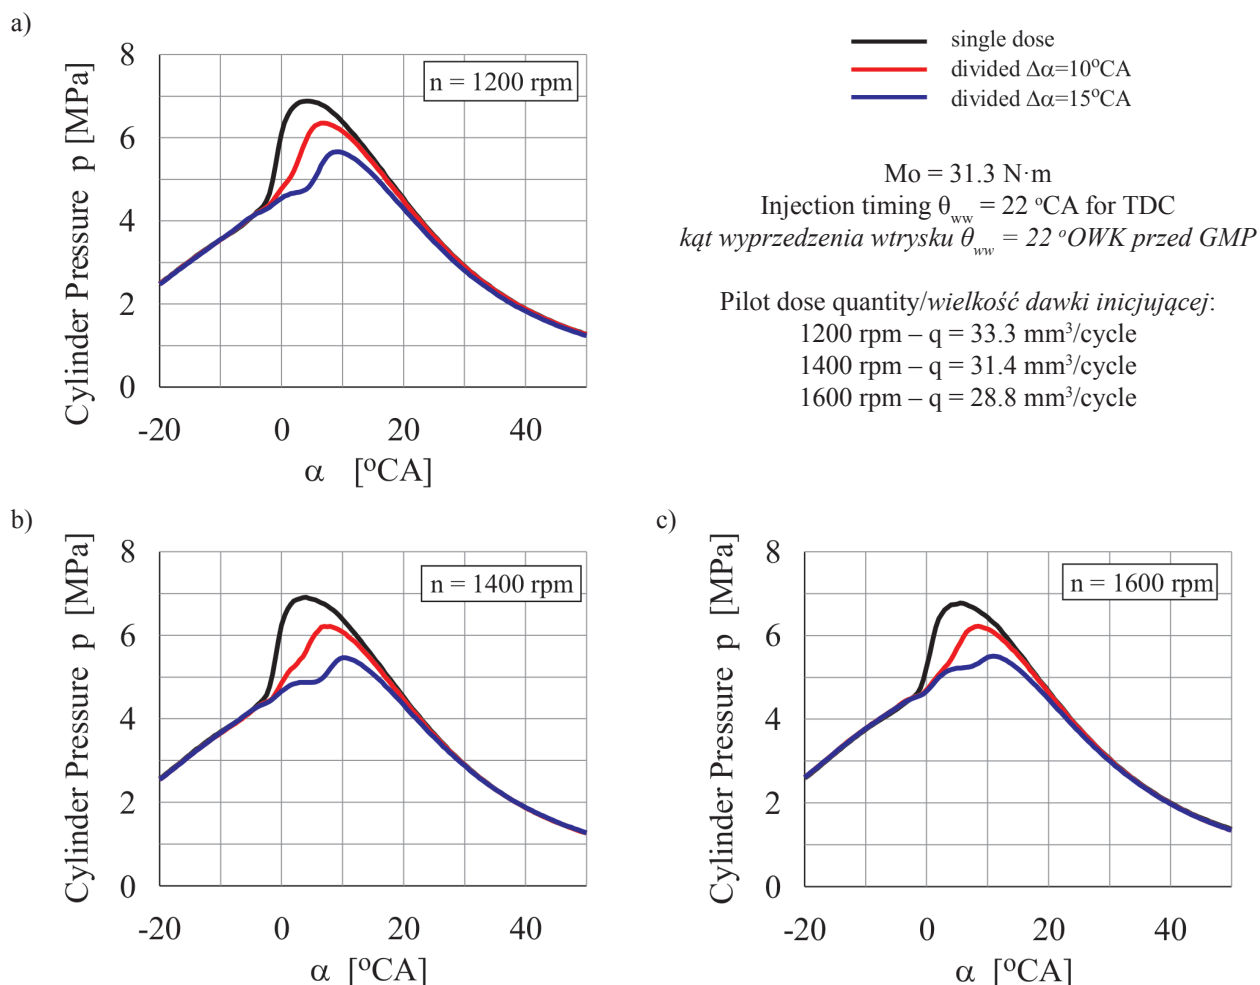 a)
Cylinder Pressure p [MPa]
8
6
4
2
0
n = 1200 rpm
-20 0 20 40
α [ºCA]
single dose
divided Δα=10ºCA
divided Δα=15ºCA
Mo = 31.3 N·m
Injection timing θww = 22 ºCA for TDC
kąt wyprzedzenia wtrysku θww = 22 ºOWK przed GMP
Pilot dose quantity/wielkość dawki inicjującej:
1200 rpm – q = 33.3 mm³/cycle
1400 rpm – q = 31.4 mm³/cycle
1600 rpm – q = 28.8 mm³/cycle
b)
Cylinder Pressure p [MPa]
8
6
4
2
0
n = 1400 rpm
-20 0 20 40
α [ºCA]
c)
Cylinder Pressure p [MPa]
8
6
4
2
0
n = 1600 rpm
-20 0 20 40
α [ºCA]